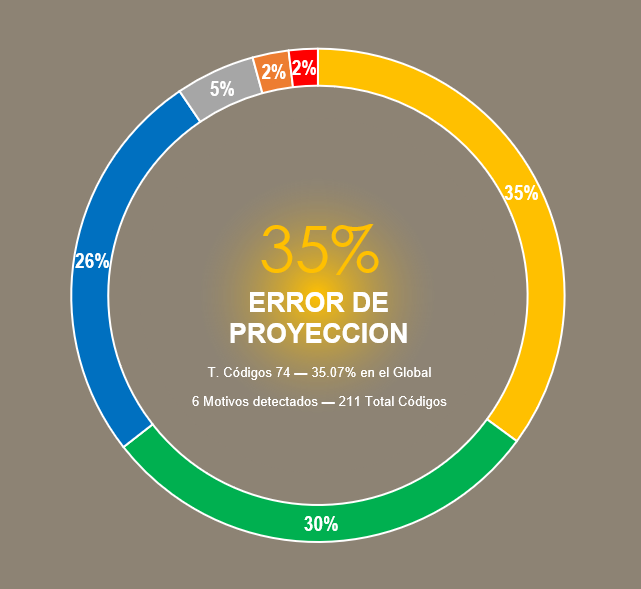 2%
2%
5%
35%
26%
35%
ERROR DE
PROYECCION
T. Códigos 74 — 35.07% en el Global
6 Motivos detectados — 211 Total Códigos
30%